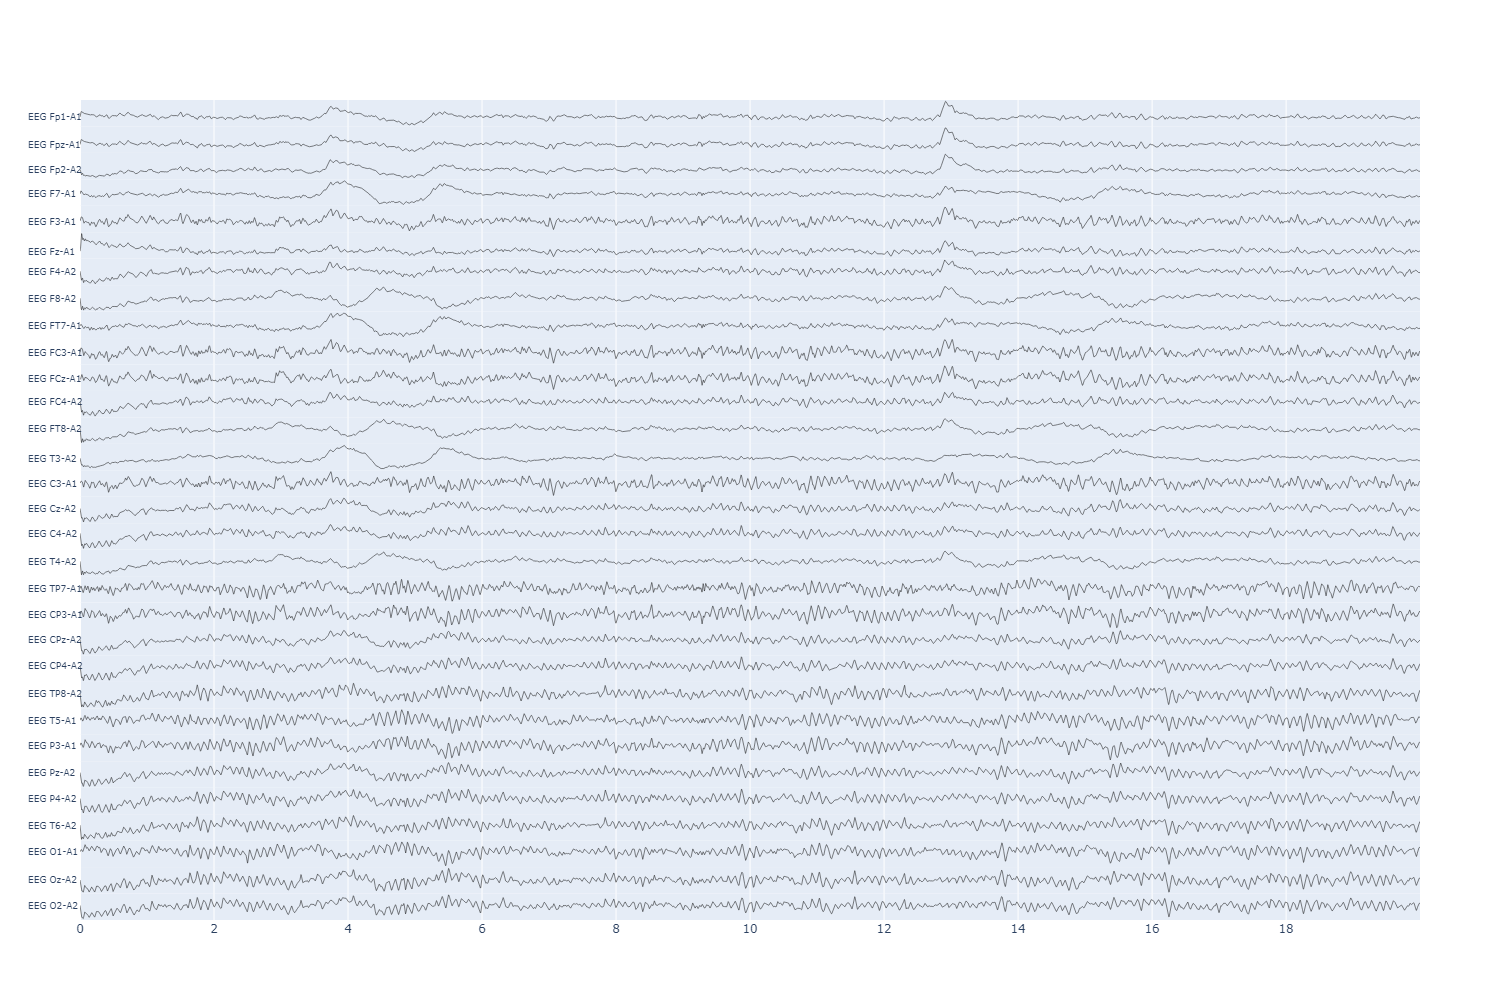 EEG Fp1-A1
EEG Fpz-A1
EEG Fp2-A2
EEG F7-A1
EEG F3-A1
EEG Fz-A1
EEG F4-A2
EEG F8-A2
EEG FT7-A1
EEG FC3-A1
EEG FCz-A1
EEG FC4-A2
EEG FT8-A2
EEG T3-A2
EEG C3-A1
EEG Cz-A2
EEG C4-A2
EEG T4-A2
EEG TP7-A1
EEG CP3-A1
EEG CPz-A2
EEG CP4-A2
EEG TP8-A2
EEG T5-A1
EEG P3-A1
EEG Pz-A2
EEG P4-A2
EEG T6-A2
EEG O1-A1
EEG Oz-A2
EEG O2-A2
0 2 4 6 8 10 12 14 16 18